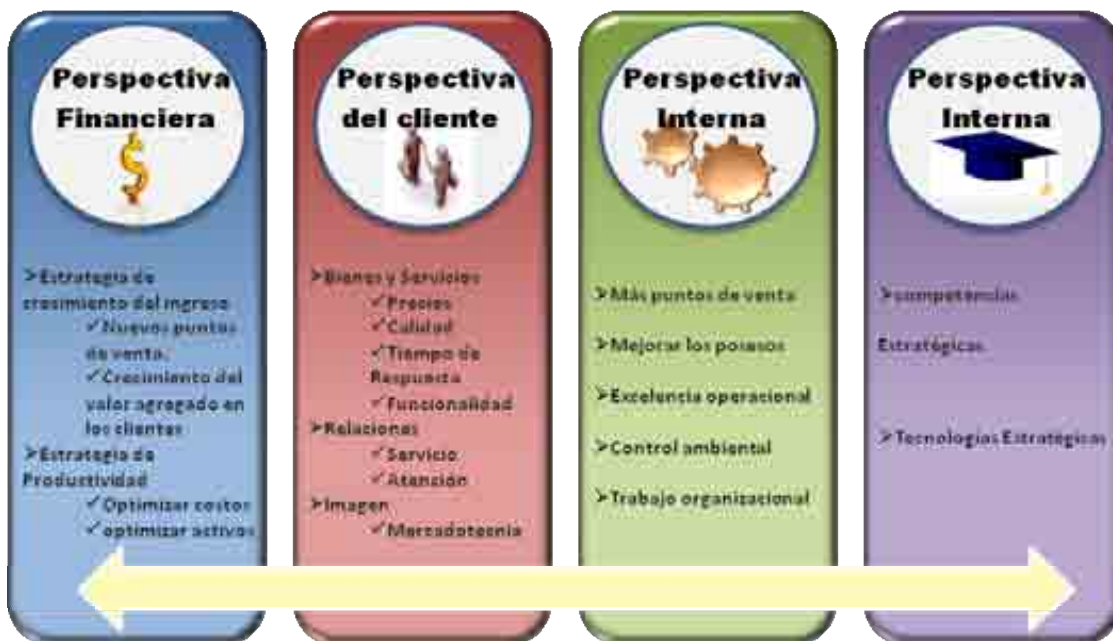 Perspectiva
Financiera
➤Estrategia de
crecimiento del ingreso
✓Nuevos puntos
de venta.
✓Crecimiento del
valor agregado en
los clientes
➤Estrategia de
Productividad
✓Optimizar costos
✓optimizar activos
Perspectiva
del cliente
➤Bienes y Servicios
✓Precios
✓Calidad
✓Tiempo de
Respuesta
✓Funcionalidad
➤Relaciones
✓Servicio
✓Atención
➤Imagen
✓Mercadotecnia
Perspectiva
Interna
➤Más puntos de venta
➤Mejorar los
➤Excelencia operacional
➤Control ambiental
➤Trabajo organizacional
Perspectiva
Interna
➤competencias
Estratégicas
➤Tecnologías Estratégicas